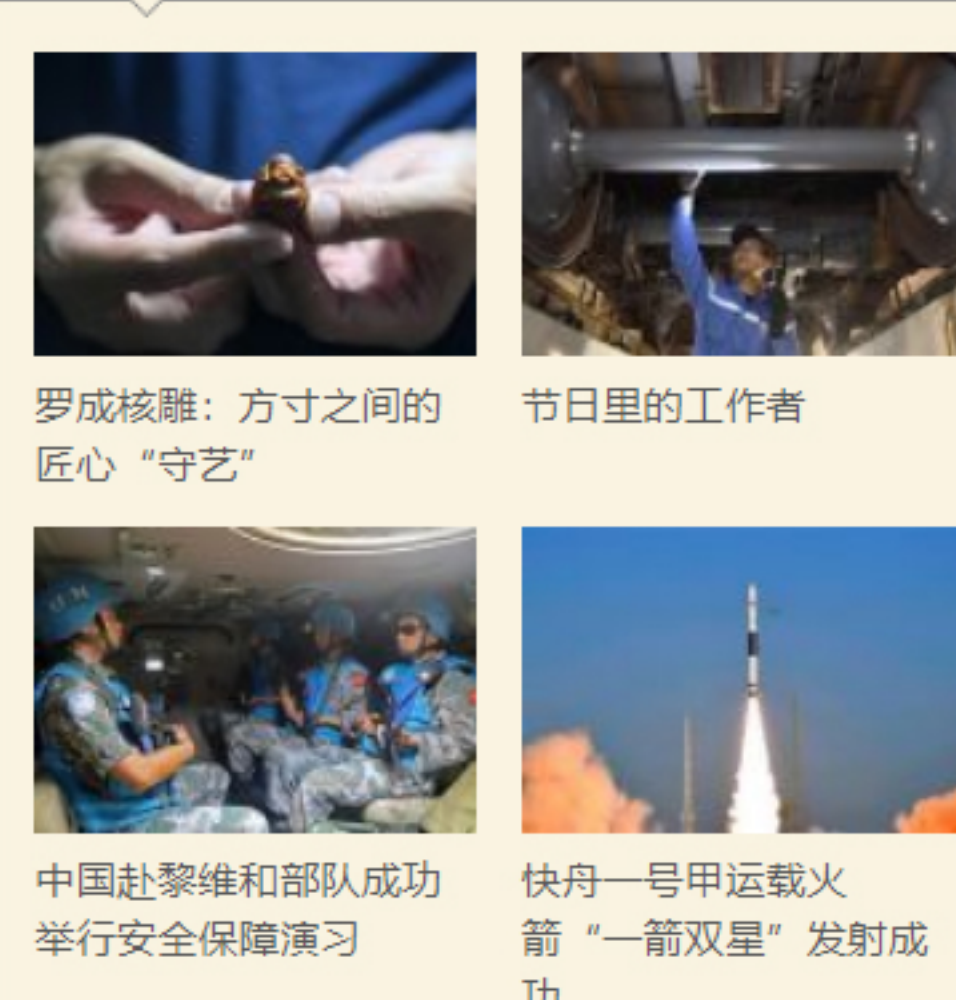 罗成核雕：方寸之间的
匠心“守艺”
节日里的工作者
中国赴黎维和部队成功
举行安全保障演习
快舟一号甲运载火
箭“一箭双星”发射成
功